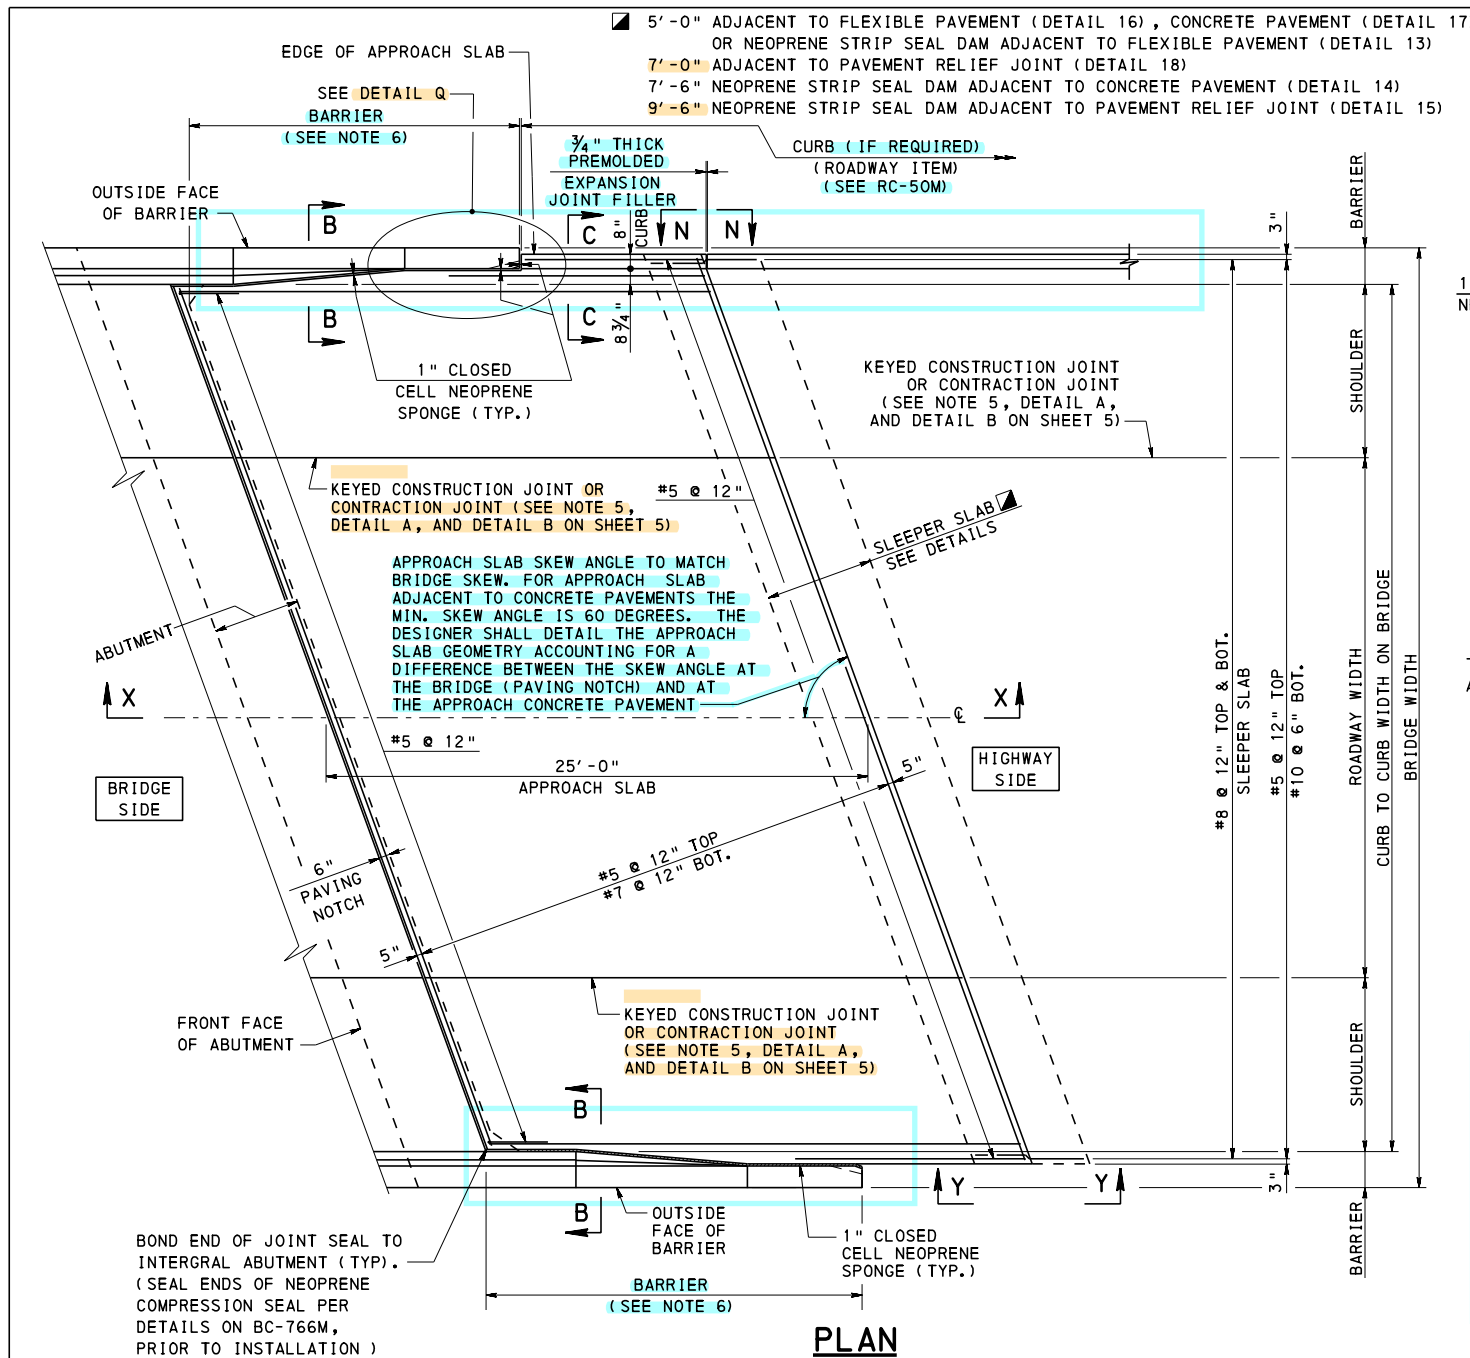 5'-0" ADJACENT TO FLEXIBLE PAVEMENT (DETAIL 16), CONCRETE PAVEMENT (DETAIL 17
OR NEOPRENE STRIP SEAL DAM ADJACENT TO FLEXIBLE PAVEMENT (DETAIL 13)
7'-0" ADJACENT TO PAVEMENT RELIEF JOINT (DETAIL 18)
7'-6" NEOPRENE STRIP SEAL DAM ADJACENT TO CONCRETE PAVEMENT (DETAIL 14)
9'-6" NEOPRENE STRIP SEAL DAM ADJACENT TO PAVEMENT RELIEF JOINT (DETAIL 15)
EDGE OF APPROACH SLAB
SEE DETAIL Q
BARRIER
(SEE NOTE 6)
3/4" THICK
PREMOLDED
EXPANSION
JOINT FILLER
CURB (IF REQUIRED)
(ROADWAY ITEM)
(SEE RC-50M)
OUTSIDE FACE
OF BARRIER
B
C
8"
CURB
N
N
3"
BARRIER
B
C
8 3/4"
1" CLOSED
CELL NEOPRENE
SPONGE (TYP.)
KEYED CONSTRUCTION JOINT
OR CONTRACTION JOINT
(SEE NOTE 5, DETAIL A,
AND DETAIL B ON SHEET 5)
SHOULDER
1
N
KEYED CONSTRUCTION JOINT OR
CONTRACTION JOINT (SEE NOTE 5,
DETAIL A, AND DETAIL B ON SHEET 5)
#5 @ 12"
SLEEPER SLAB
SEE DETAILS
APPROACH SLAB SKEW ANGLE TO MATCH
BRIDGE SKEW. FOR APPROACH SLAB
ADJACENT TO CONCRETE PAVEMENTS THE
MIN. SKEW ANGLE IS 60 DEGREES. THE
DESIGNER SHALL DETAIL THE APPROACH
SLAB GEOMETRY ACCOUNTING FOR A
DIFFERENCE BETWEEN THE SKEW ANGLE AT
THE BRIDGE (PAVING NOTCH) AND AT
THE APPROACH CONCRETE PAVEMENT
ABUTMENT
X
X
℄
A
#5 @ 12"
25'-0"
APPROACH SLAB
5"
BRIDGE
SIDE
HIGHWAY
SIDE
#8 @ 12" TOP & BOT.
SLEEPER SLAB
#5 @ 12" TOP
#10 @ 6" BOT.
ROADWAY WIDTH
CURB TO CURB WIDTH ON BRIDGE
BRIDGE WIDTH
6"
PAVING
NOTCH
#5 @ 12" TOP
#7 @ 12" BOT.
5"
FRONT FACE
OF ABUTMENT
KEYED CONSTRUCTION JOINT
OR CONTRACTION JOINT
(SEE NOTE 5, DETAIL A,
AND DETAIL B ON SHEET 5)
SHOULDER
B
B
Y
Y
3"
BARRIER
OUTSIDE
FACE OF
BARRIER
1" CLOSED
CELL NEOPRENE
SPONGE (TYP.)
BOND END OF JOINT SEAL TO
INTERGRAL ABUTMENT (TYP).
(SEAL ENDS OF NEOPRENE
COMPRESSION SEAL PER
DETAILS ON BC-766M,
PRIOR TO INSTALLATION )
BARRIER
(SEE NOTE 6)
PLAN